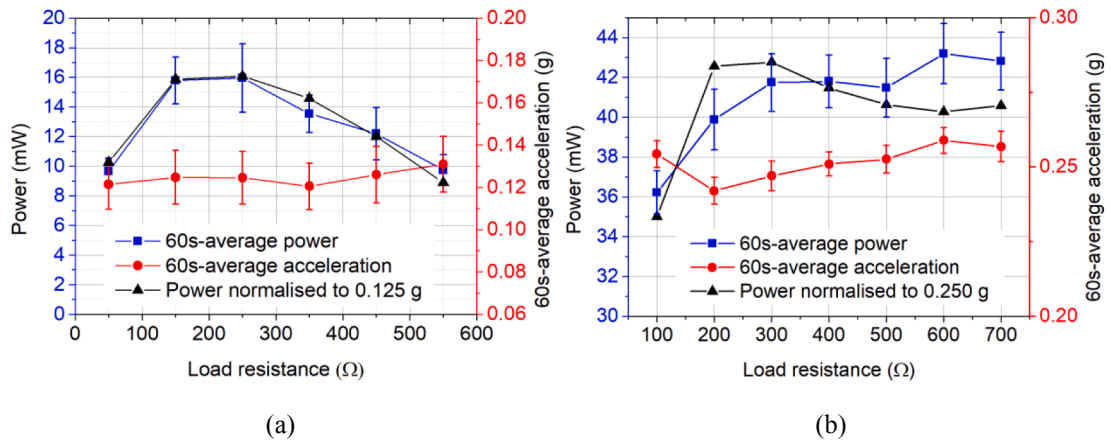 20
18
16
14
12
10
8
6
4
2
0
Power (mW)
0 100 200 300 400 500 600
Load resistance (Ω)
0.20
0.18
0.16
0.14
0.12
0.10
0.08
0.06
60s-average acceleration (g)
60s-average power
60s-average acceleration
Power normalised to 0.125 g
(a)
44
42
40
38
36
34
32
30
Power (mW)
100 200 300 400 500 600 700
Load resistance (Ω)
0.30
0.25
0.20
60s-average acceleration (g)
60s-average power
60s-average acceleration
Power normalised to 0.250 g
(b)